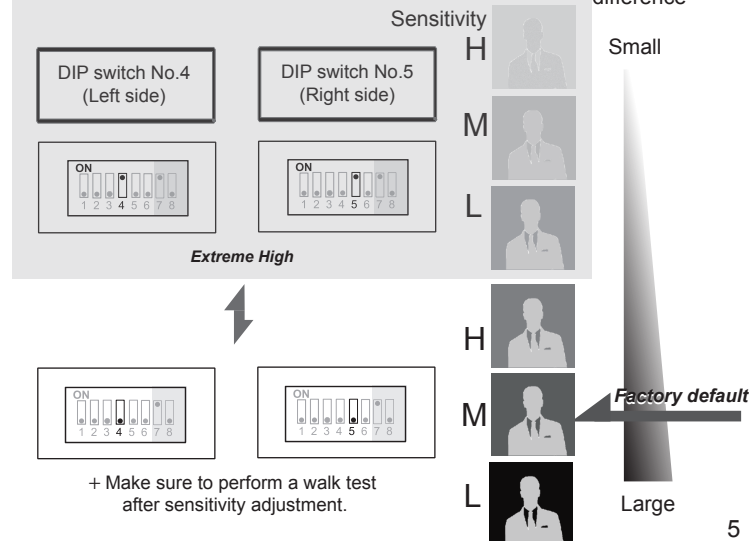 difference
Sensitivity
H
Small
DIP switch No.4
(Left side)
DIP switch No.5
(Right side)
M
ON
1 2 3 4 5 6 7 8
ON
1 2 3 4 5 6 7 8
L
Extreme High
H
ON
1 2 3 4 5 6 7 8
ON
1 2 3 4 5 6 7 8
M
Factory default
+ Make sure to perform a walk test
after sensitivity adjustment.
L
Large
5